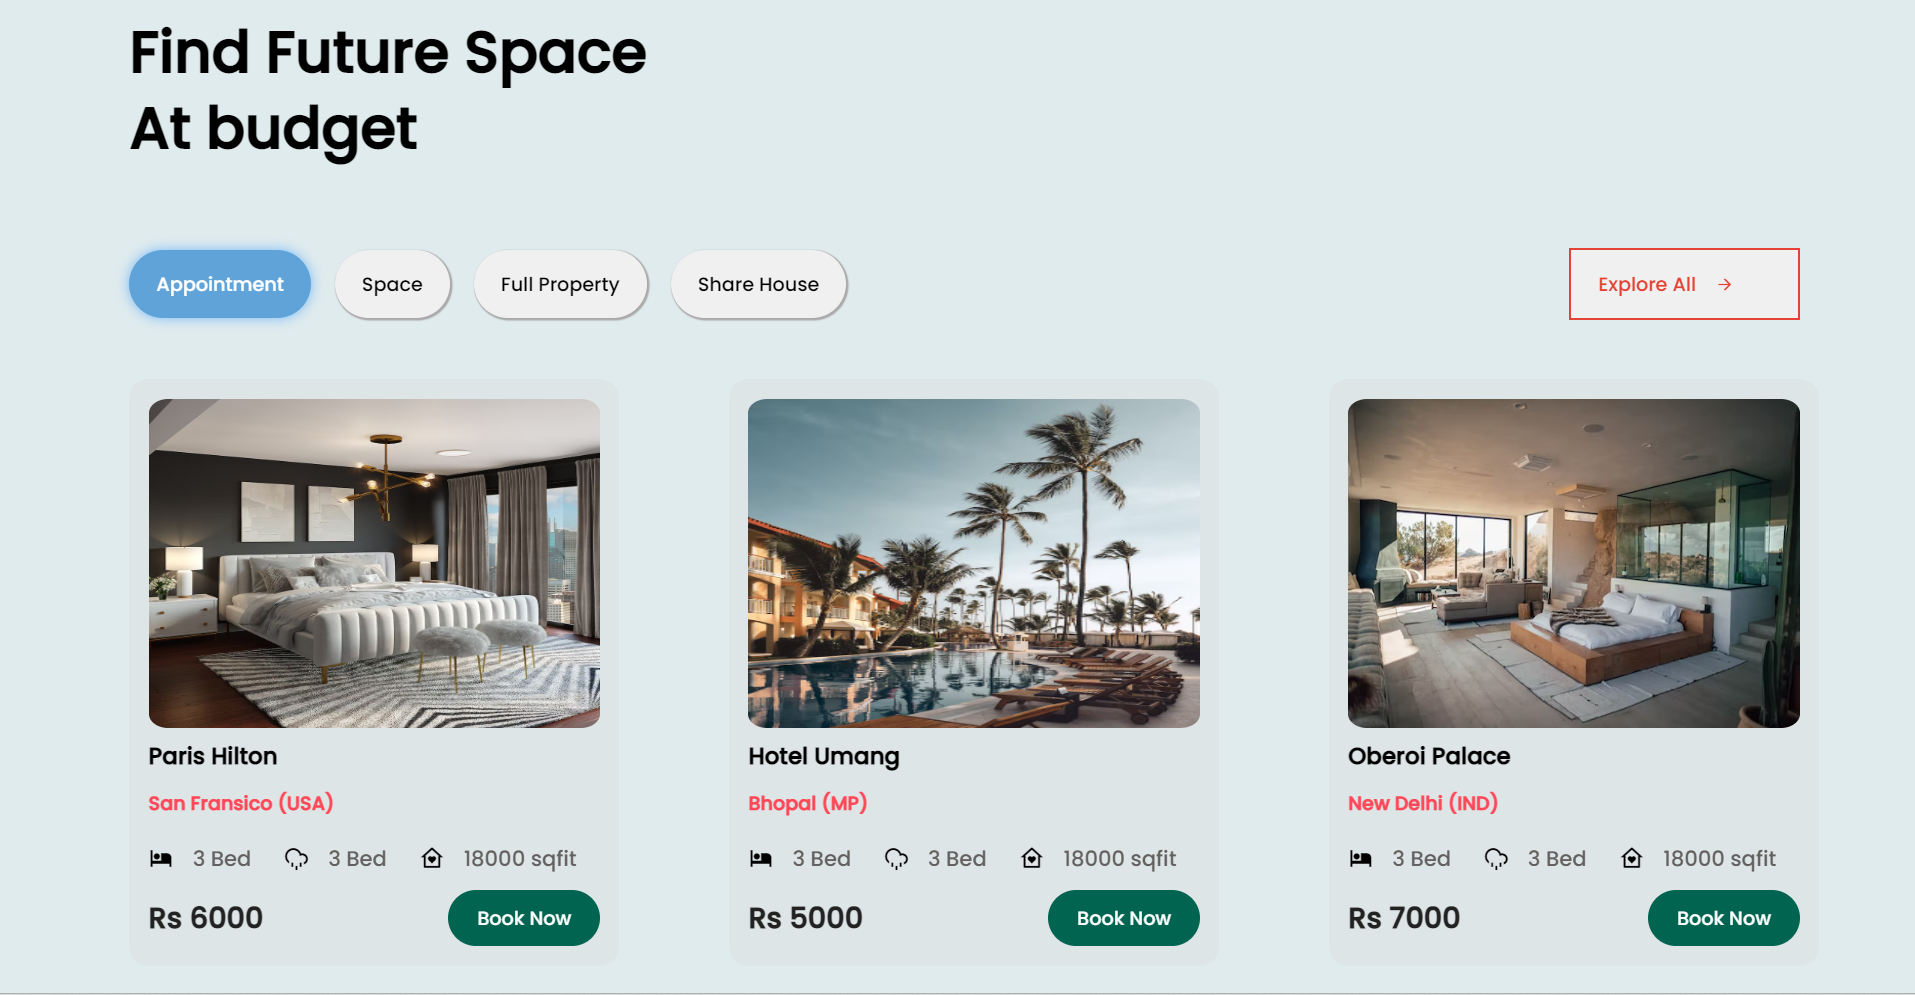 Find Future Space
At budget
Appointment
Space
Full Property
Share House
Explore All →
Paris Hilton
San Fransico (USA)
3 Bed 3 Bed 18000 sqfit
Rs 6000 Book Now
Hotel Umang
Bhopal (MP)
3 Bed 3 Bed 18000 sqfit
Rs 5000 Book Now
Oberoi Palace
New Delhi (IND)
3 Bed 3 Bed 18000 sqfit
Rs 7000 Book Now